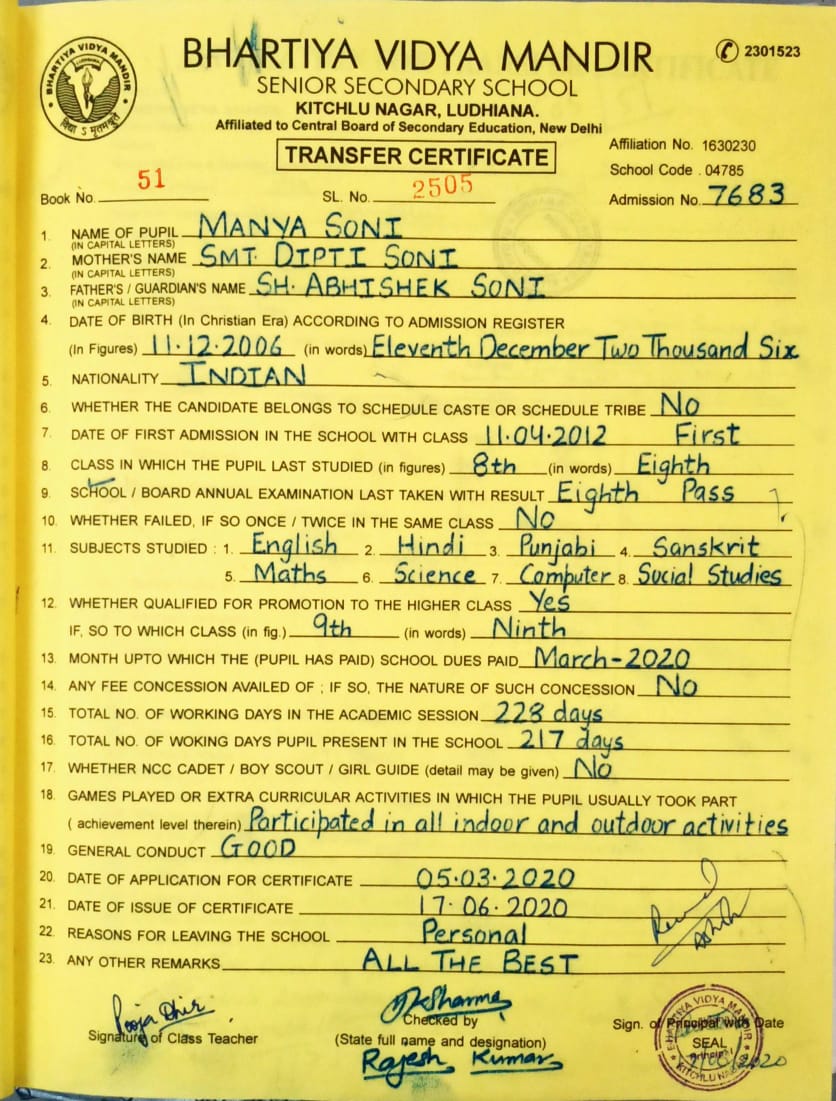 BHARTIYA VIDYA MANDIR
विद्या ऽ मृतमश्नुते
BHARTIYA VIDYA MANDIR
2301523
SENIOR SECONDARY SCHOOL
KITCHLU NAGAR, LUDHIANA.
Affiliated to Central Board of Secondary Education, New Delhi
TRANSFER CERTIFICATE
Affiliation No. 1630230
School Code . 04785
Book No. 51 SL. No. 2505 Admission No. 7683
1. NAME OF PUPIL MANYA SONI
(IN CAPITAL LETTERS)
2. MOTHER'S NAME SMT. DIPTI SONI
(IN CAPITAL LETTERS)
3. FATHER'S / GUARDIAN'S NAME SH. ABHISHEK SONI
(IN CAPITAL LETTERS)
4. DATE OF BIRTH (In Christian Era) ACCORDING TO ADMISSION REGISTER
(In Figures) 11.12.2006 (in words) Eleventh December Two Thousand Six
5. NATIONALITY INDIAN
6. WHETHER THE CANDIDATE BELONGS TO SCHEDULE CASTE OR SCHEDULE TRIBE No
7. DATE OF FIRST ADMISSION IN THE SCHOOL WITH CLASS 11.04.2012 First
8. CLASS IN WHICH THE PUPIL LAST STUDIED (in figures) 8th (in words) Eighth
9. SCHOOL / BOARD ANNUAL EXAMINATION LAST TAKEN WITH RESULT Eighth Pass
10. WHETHER FAILED, IF SO ONCE / TWICE IN THE SAME CLASS No
11. SUBJECTS STUDIED : 1. English 2. Hindi 3. Punjabi 4. Sanskrit
5. Maths 6. Science 7. Computer 8. Social Studies
12. WHETHER QUALIFIED FOR PROMOTION TO THE HIGHER CLASS Yes
IF, SO TO WHICH CLASS (in fig.) 9th (in words) Ninth
13. MONTH UPTO WHICH THE (PUPIL HAS PAID) SCHOOL DUES PAID March-2020
14. ANY FEE CONCESSION AVAILED OF ; IF SO, THE NATURE OF SUCH CONCESSION No
15. TOTAL NO. OF WORKING DAYS IN THE ACADEMIC SESSION 228 days
16. TOTAL NO. OF WOKING DAYS PUPIL PRESENT IN THE SCHOOL 217 days
17. WHETHER NCC CADET / BOY SCOUT / GIRL GUIDE (detail may be given) No
18. GAMES PLAYED OR EXTRA CURRICULAR ACTIVITIES IN WHICH THE PUPIL USUALLY TOOK PART
( achievement level therein) Participated in all indoor and outdoor activities
19. GENERAL CONDUCT GOOD
20. DATE OF APPLICATION FOR CERTIFICATE 05.03.2020
21. DATE OF ISSUE OF CERTIFICATE 17.06.2020
22. REASONS FOR LEAVING THE SCHOOL Personal
23. ANY OTHER REMARKS ALL THE BEST
Pooja Dhir
Signature of Class Teacher
Checked by
(State full name and designation)
Rajesh Kumar
Sign. of Principal with Date
SEAL
BHARTIYA VIDYA MANDIR
KITCHLU NAGAR